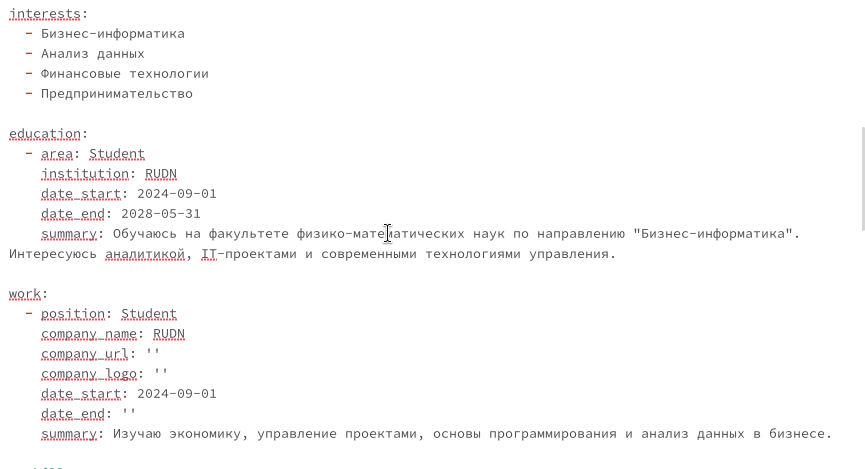 interests:
  - Бизнес-информатика
  - Анализ данных
  - Финансовые технологии
  - Предпринимательство

education:
  - area: Student
    institution: RUDN
    date_start: 2024-09-01
    date_end: 2028-05-31
    summary: Обучаюсь на факультете физико-математических наук по направлению "Бизнес-информатика".
Интересуюсь аналитикой, IT-проектами и современными технологиями управления.

work:
  - position: Student
    company_name: RUDN
    company_url: ''
    company_logo: ''
    date_start: 2024-09-01
    date_end: ''
    summary: Изучаю экономику, управление проектами, основы программирования и анализ данных в бизнесе.